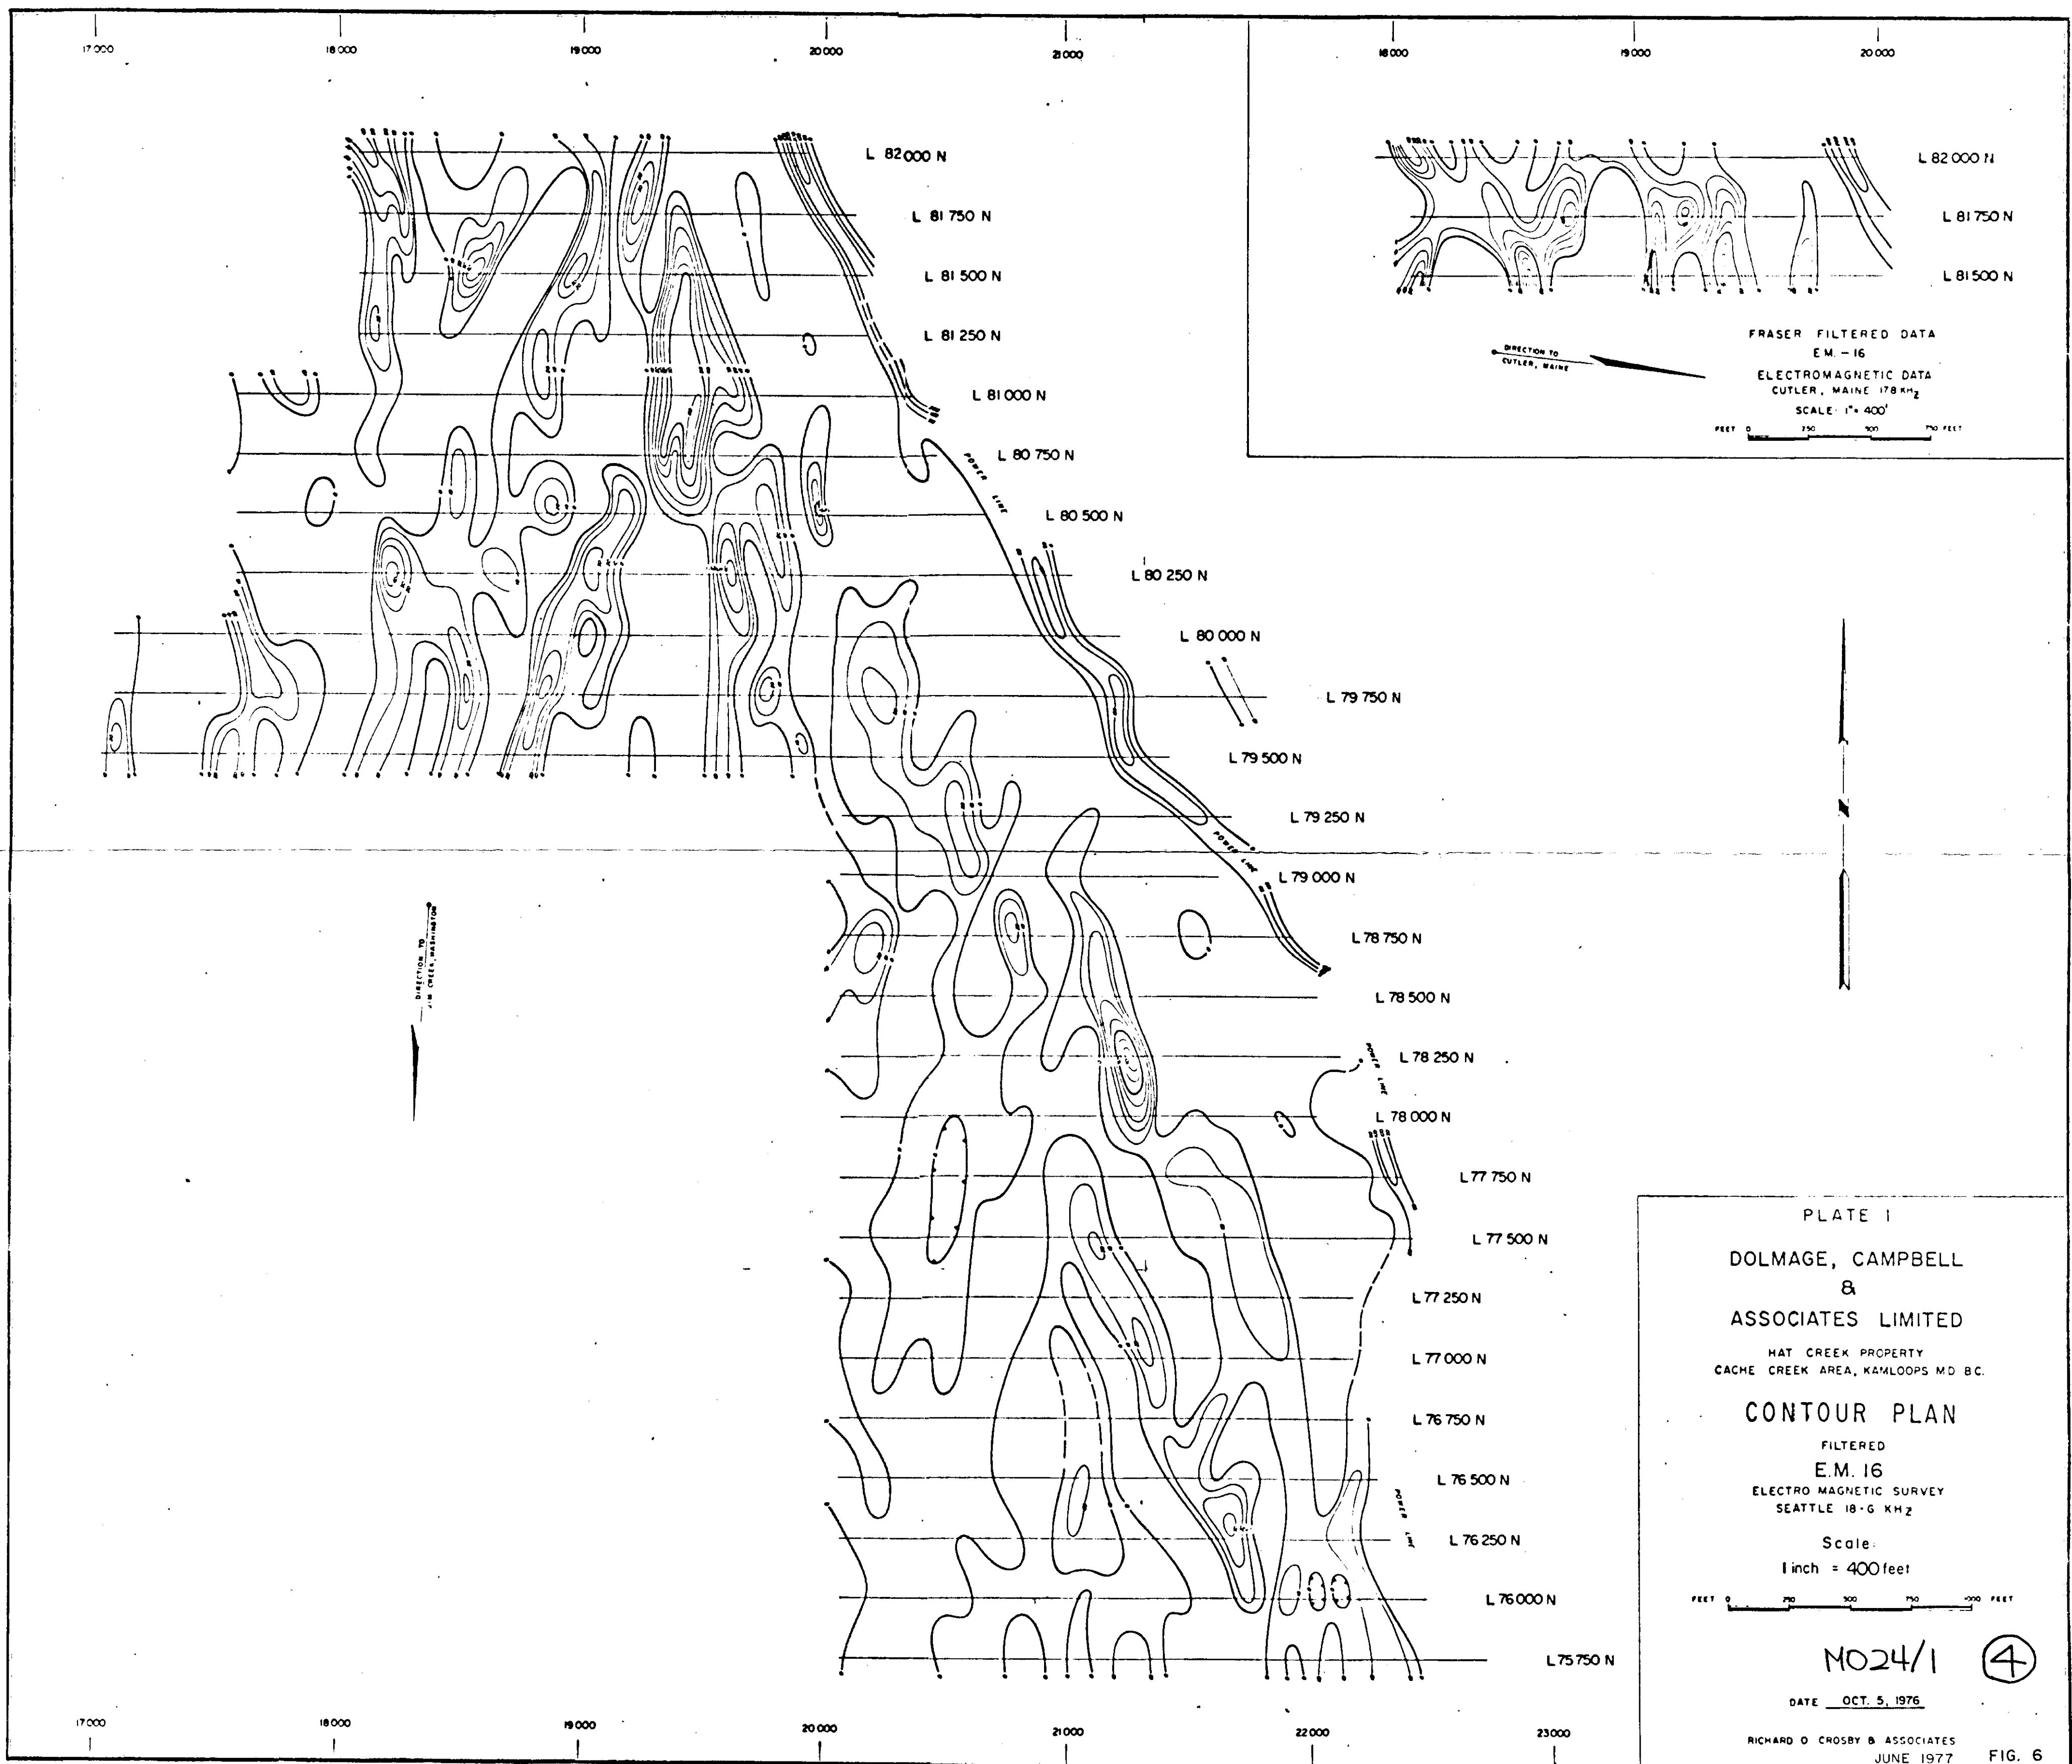 17000 18000 19000 20000 21000
18000 19000 20000
L 82000 N
L 81750 N
L 81500 N
L 81250 N
L 81000 N
L 80750 N
POWER LINE
L 80500 N
L 80250 N
L 80000 N
L 79750 N
L 79500 N
L 79250 N
POWER LINE
L 79000 N
L 78750 N
L 78500 N
POWER LINE
L 78250 N
L 78000 N
L 77750 N
L 77500 N
L 77250 N
L 77000 N
L 76750 N
L 76500 N
POWER LINE
L 76250 N
L 76000 N
L 75750 N
17000 18000 19000 20000 21000 22000 23000
DIRECTION TO
JIM CREEK, WASHINGTON
L 82000 N
L 81750 N
L 81500 N
DIRECTION TO
CUTLER, MAINE
FRASER FILTERED DATA
E M. - 16
ELECTROMAGNETIC DATA
CUTLER, MAINE 17.8 KHz
SCALE: 1" = 400'
FEET 0 250 500 750 FEET
N
PLATE I
DOLMAGE, CAMPBELL
&
ASSOCIATES LIMITED
HAT CREEK PROPERTY
CACHE CREEK AREA, KAMLOOPS M D B C.
CONTOUR PLAN
FILTERED
E.M. 16
ELECTRO MAGNETIC SURVEY
SEATTLE 18·6 KHz
Scale:
1 inch = 400 feet
FEET 0 250 500 750 1000 FEET
MO24/1 4
DATE OCT. 5, 1976
RICHARD O CROSBY & ASSOCIATES
JUNE 1977 FIG. 6